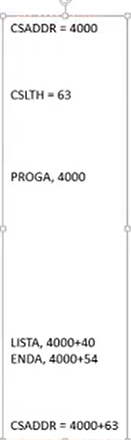 CSADDR = 4000
CSLTH = 63
PROGA, 4000
LISTA, 4000+40
ENDA, 4000+54
CSADDR = 4000+63